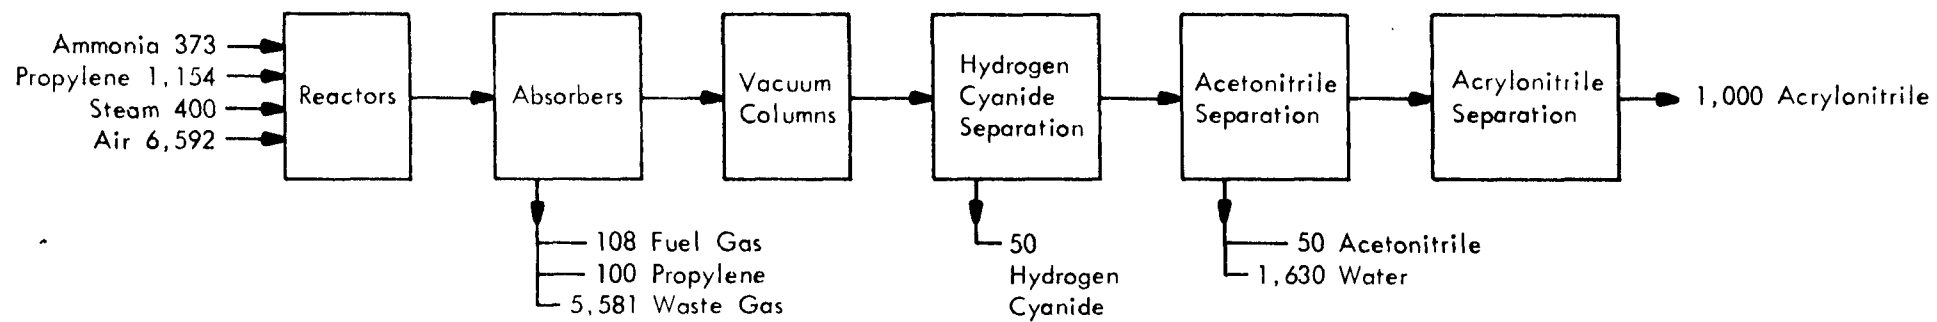 Ammonia 373
Propylene 1,154
Steam 400
Air 6,592
Reactors
Absorbers
108 Fuel Gas
100 Propylene
5,581 Waste Gas
Vacuum
Columns
Hydrogen
Cyanide
Separation
50
Hydrogen
Cyanide
Acetonitrile
Separation
50 Acetonitrile
1,630 Water
Acrylonitrile
Separation
1,000 Acrylonitrile